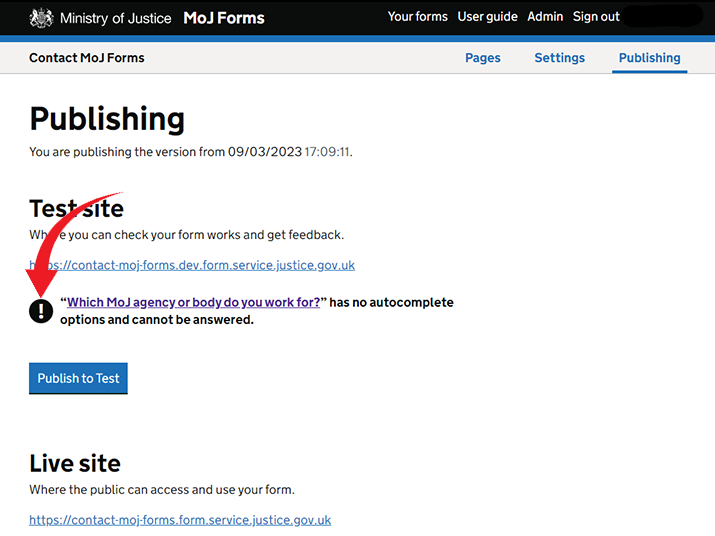 Ministry of Justice MoJ Forms Your forms User guide Admin Sign out
Contact MoJ Forms Pages Settings Publishing
Publishing
You are publishing the version from 09/03/2023 17:09:11.
Test site
Where you can check your form works and get feedback.
https://contact-moj-forms.dev.form.service.justice.gov.uk
! “Which MoJ agency or body do you work for?” has no autocomplete
options and cannot be answered.
Publish to Test
Live site
Where the public can access and use your form.
https://contact-moj-forms.form.service.justice.gov.uk